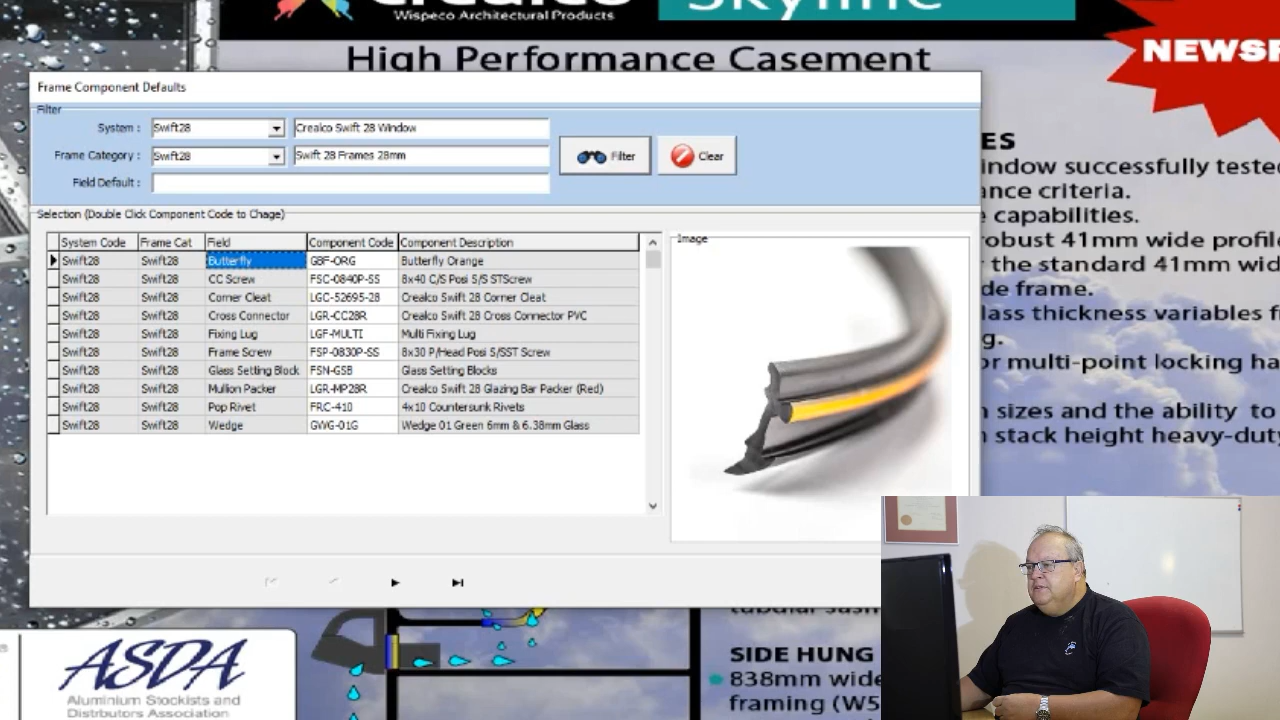 Crealco
Wispeco Architectural Products
Skyline
High Performance Casement
NEWSF
Frame Component Defaults
Filter
System :
Swift28
Crealco Swift 28 Window
Frame Category :
Swift28
Swift 28 Frames 28mm
Filter
Clear
Field Default :
Selection (Double Click Component Code to Chage)
System Code Frame Cat Field Component Code Component Description
Swift28 Swift28 Butterfly GBF-ORG Butterfly Orange
Swift28 Swift28 CC Screw FSC-0840P-SS 8x40 C/S Posi S/S STScrew
Swift28 Swift28 Corner Cleat LGC-52695-28 Crealco Swift 28 Corner Cleat
Swift28 Swift28 Cross Connector LGR-CC28R Crealco Swift 28 Cross Connector PVC
Swift28 Swift28 Fixing Lug LGF-MULTI Multi Fixing Lug
Swift28 Swift28 Frame Screw FSP-0830P-SS 8x30 P/Head Posi S/SST Screw
Swift28 Swift28 Glass Setting Block FSN-GSB Glass Setting Blocks
Swift28 Swift28 Mullion Packer LGR-MP28R Crealco Swift 28 Glazing Bar Packer (Red)
Swift28 Swift28 Pop Rivet FRC-410 4x10 Countersunk Rivets
Swift28 Swift28 Wedge GWG-01G Wedge 01 Green 6mm & 6.38mm Glass
Image
ES
indow successfully tested
ance criteria.
e capabilities.
robust 41mm wide profile
r the standard 41mm wid
de frame.
lass thickness variables f
g.
or multi-point locking ha
n sizes and the ability to
n stack height heavy-duty
tubular sash
SIDE HUNG
838mm wide
framing (W5
ASDA
Aluminium Stockists and
Distributors Association